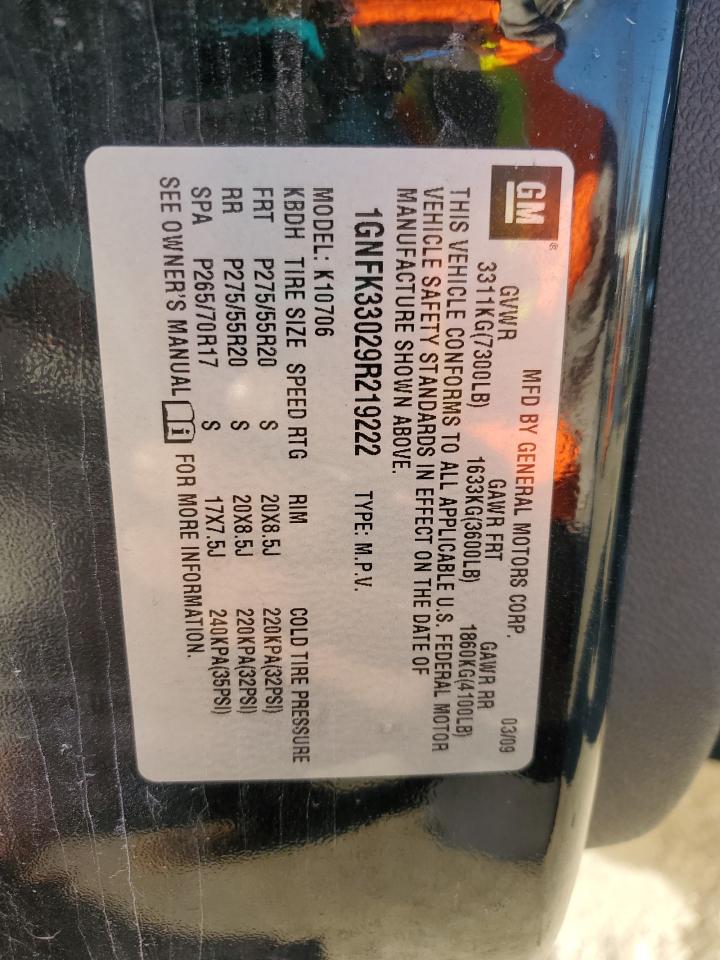 GM ®
MFD BY GENERAL MOTORS CORP. 03/09
GVWR GAWR FRT GAWR RR
3311KG(7300LB) 1633KG(3600LB) 1860KG(4100LB)
THIS VEHICLE CONFORMS TO ALL APPLICABLE U.S. FEDERAL MOTOR
VEHICLE SAFETY STANDARDS IN EFFECT ON THE DATE OF
MANUFACTURE SHOWN ABOVE.
1GNFK33029R219222 TYPE: M.P.V.
MODEL: K10706
KBDH TIRE SIZE SPEED RTG RIM COLD TIRE PRESSURE
FRT P275/55R20 S 20X8.5J 220KPA(32PSI)
RR P275/55R20 S 20X8.5J 220KPA(32PSI)
SPA P265/70R17 S 17X7.5J 240KPA(35PSI)
SEE OWNER'S MANUAL i FOR MORE INFORMATION.